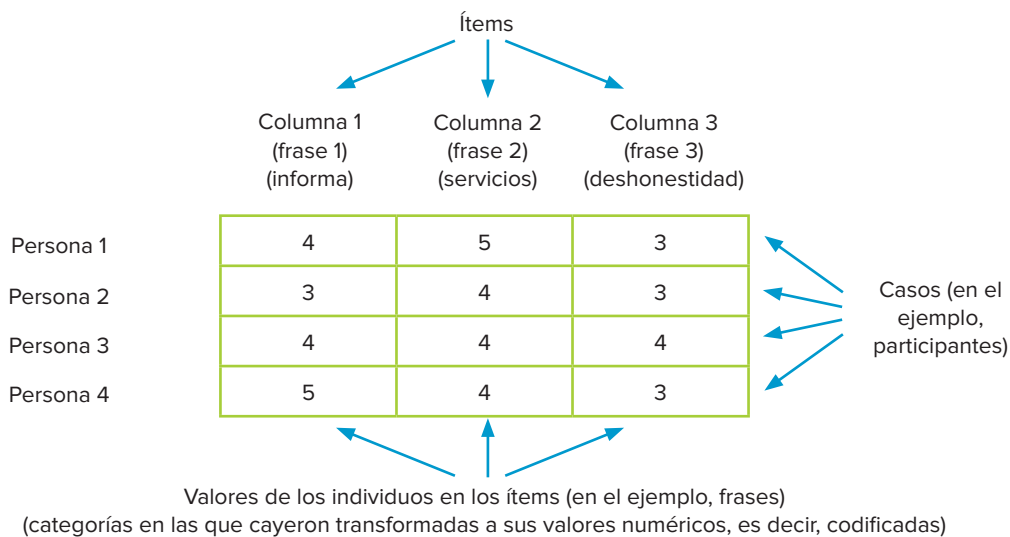 Ítems
Columna 1
(frase 1)
(informa)
Columna 2
(frase 2)
(servicios)
Columna 3
(frase 3)
(deshonestidad)
Persona 1 4 5 3
Persona 2 3 4 3
Persona 3 4 4 4
Persona 4 5 4 3
Casos (en el
ejemplo,
participantes)
Valores de los individuos en los ítems (en el ejemplo, frases)
(categorías en las que cayeron transformadas a sus valores numéricos, es decir, codificadas)